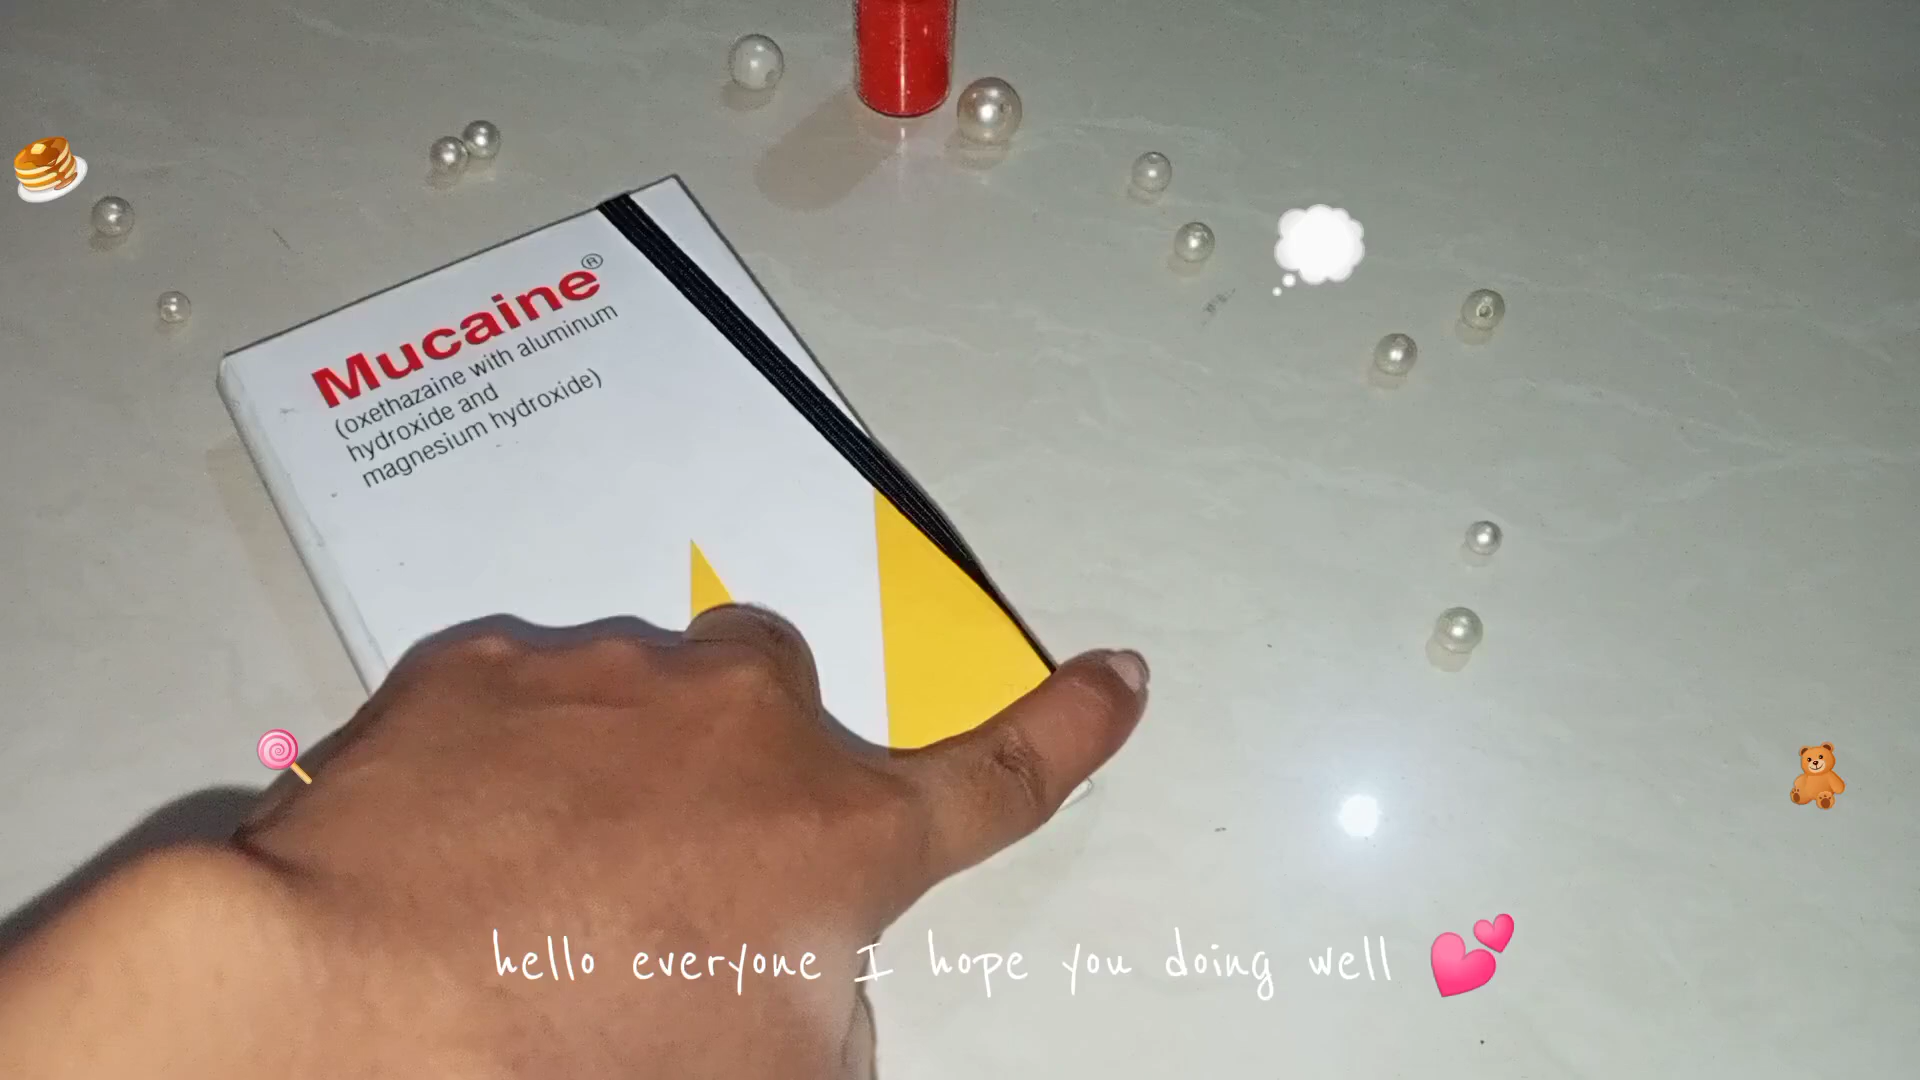 Mucaine®
(oxethazaine with aluminum
hydroxide and
magnesium hydroxide)
hello everyone I hope you doing well 💕